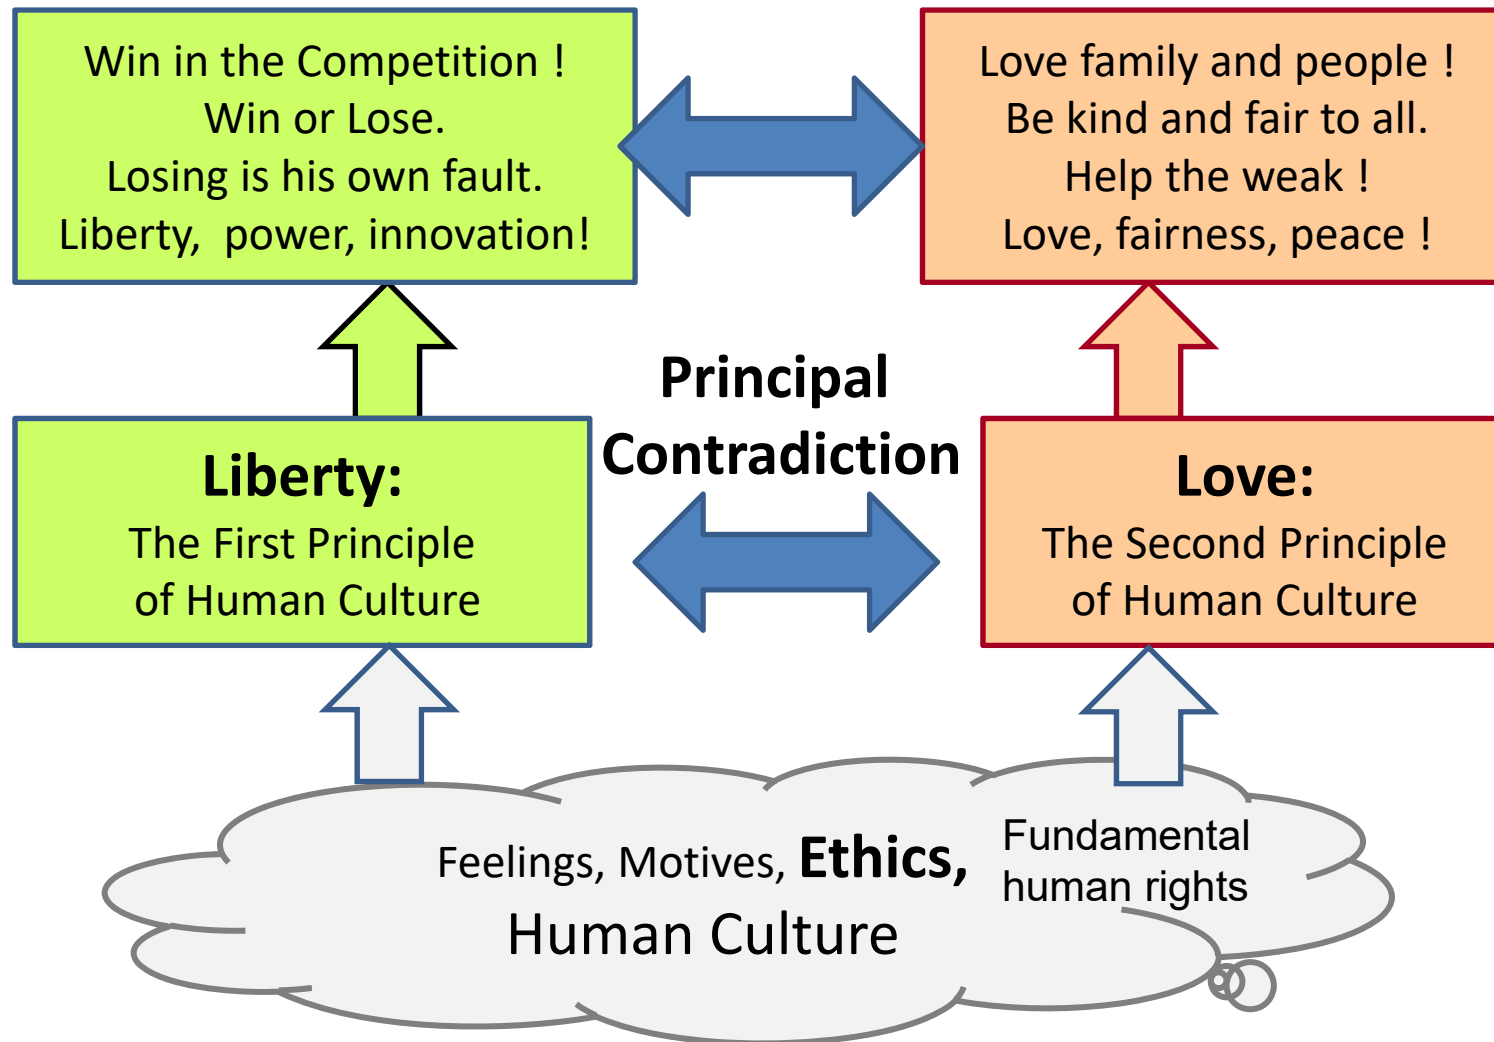 Win in the Competition !
Win or Lose.
Losing is his own fault.
Liberty,  power, innovation!
Love family and people !
Be kind and fair to all.
Help the weak !
Love, fairness, peace !
Principal
Contradiction
Liberty:
The First Principle
of Human Culture
Love:
The Second Principle
of Human Culture
Feelings, Motives, Ethics,
Human Culture
Fundamental
human rights